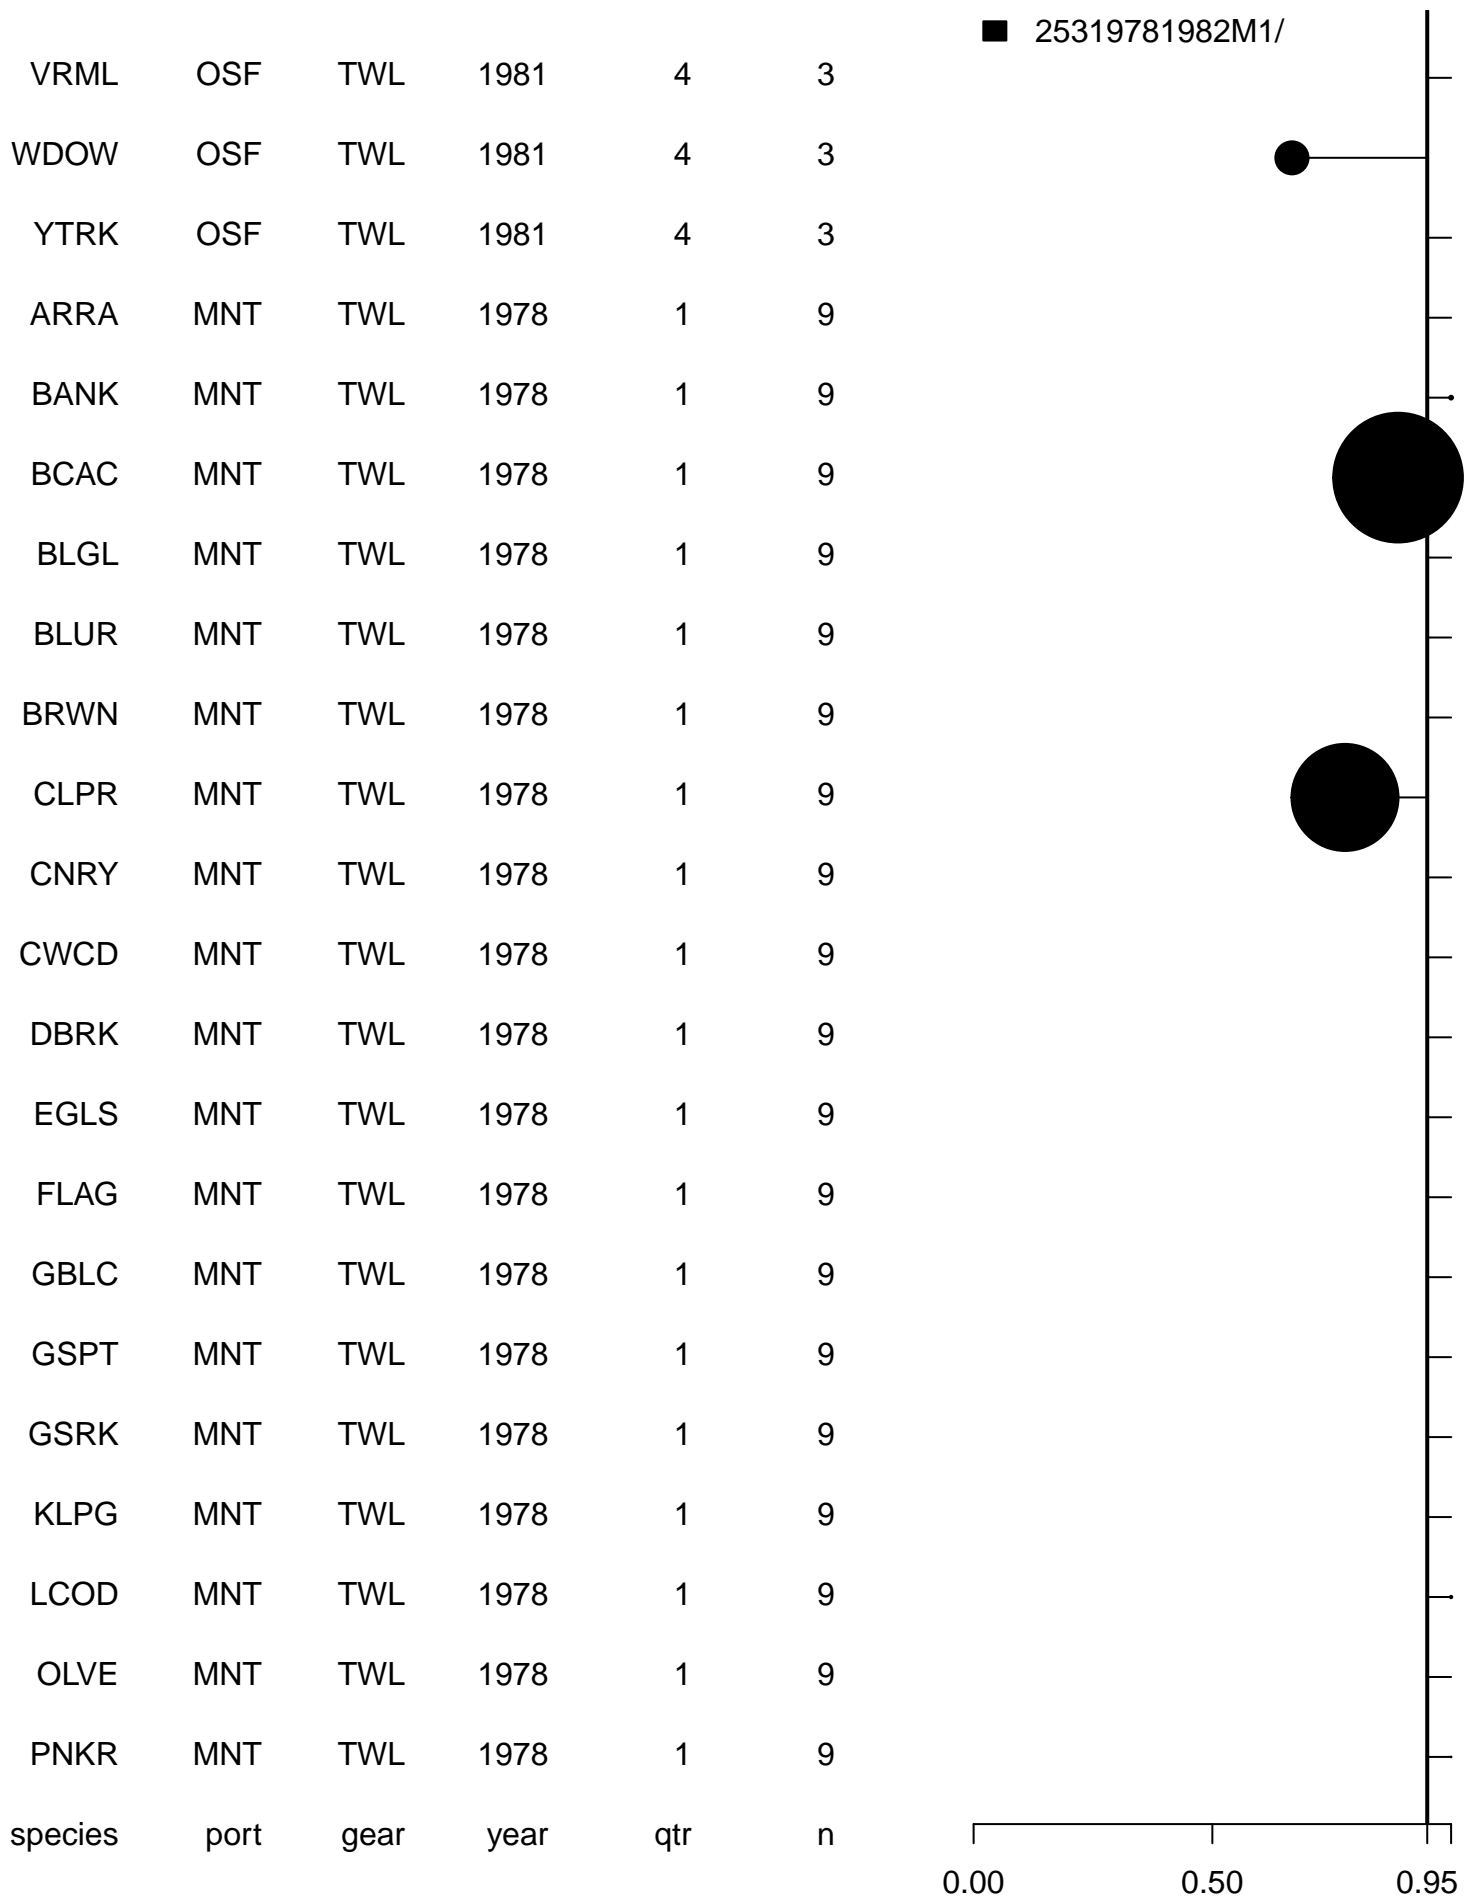 25319781982M1/
VRML OSF TWL 1981 4 3
WDOW OSF TWL 1981 4 3
YTRK OSF TWL 1981 4 3
ARRA MNT TWL 1978 1 9
BANK MNT TWL 1978 1 9
BCAC MNT TWL 1978 1 9
BLGL MNT TWL 1978 1 9
BLUR MNT TWL 1978 1 9
BRWN MNT TWL 1978 1 9
CLPR MNT TWL 1978 1 9
CNRY MNT TWL 1978 1 9
CWCD MNT TWL 1978 1 9
DBRK MNT TWL 1978 1 9
EGLS MNT TWL 1978 1 9
FLAG MNT TWL 1978 1 9
GBLC MNT TWL 1978 1 9
GSPT MNT TWL 1978 1 9
GSRK MNT TWL 1978 1 9
KLPG MNT TWL 1978 1 9
LCOD MNT TWL 1978 1 9
OLVE MNT TWL 1978 1 9
PNKR MNT TWL 1978 1 9
species port gear year qtr n
0.00 0.50 0.95